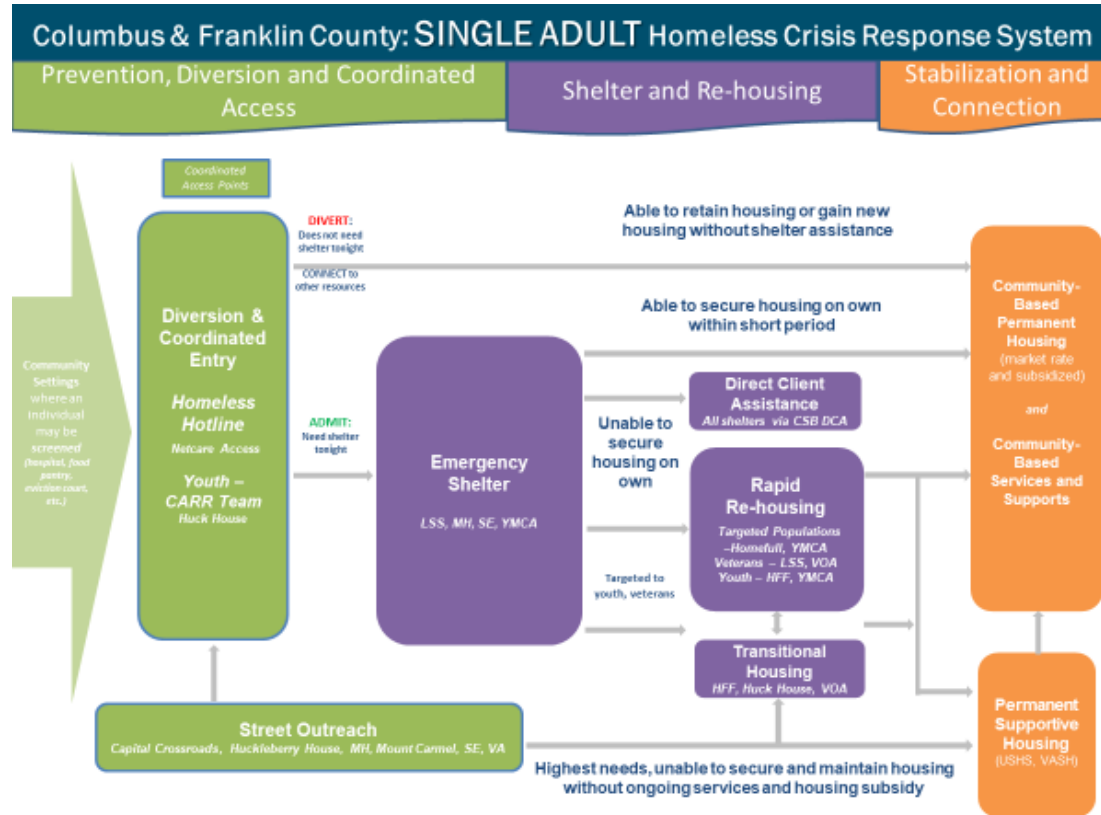 Columbus & Franklin County: SINGLE ADULT Homeless Crisis Response System
Prevention, Diversion and Coordinated
Access
Shelter and Re-housing
Stabilization and
Connection
Coordinated
Access Points
Community
Settings
where an
individual
may be
screened
(hospital, food
pantry,
eviction court,
etc.)
Diversion &
Coordinated
Entry
Homeless
Hotline
Netcare Access
Youth –
CARR Team
Huck House
DIVERT:
Does not need
shelter tonight
CONNECT to
other resources
ADMIT:
Need shelter
tonight
Emergency
Shelter
LSS, MH, SE, YMCA
Able to retain housing or gain new
housing without shelter assistance
Able to secure housing on own
within short period
Unable to
secure
housing on
own
Targeted to
youth, veterans
Direct Client
Assistance
All shelters via CSB DCA
Rapid
Re-housing
Targeted Populations
–Homefull, YMCA
Veterans – LSS, VOA
Youth – HFF, YMCA
Transitional
Housing
HFF, Huck House, VOA
Community-
Based
Permanent
Housing
(market rate
and subsidized)
and
Community-
Based
Services and
Supports
Street Outreach
Capital Crossroads, Huckleberry House, MH, Mount Carmel, SE, VA
Highest needs, unable to secure and maintain housing
without ongoing services and housing subsidy
Permanent
Supportive
Housing
(USHS, VASH)